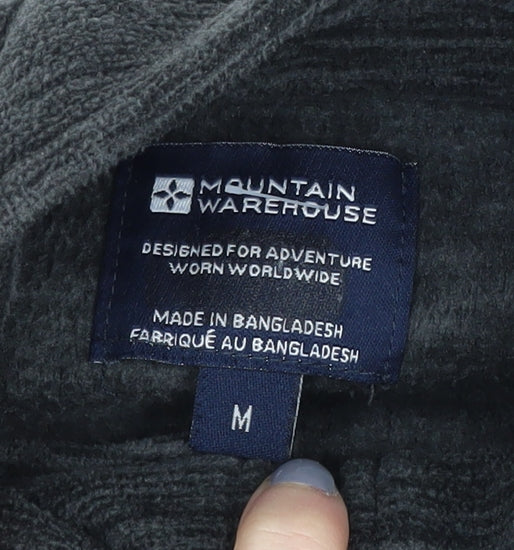 MOUNTAIN
WAREHOUSE
DESIGNED FOR ADVENTURE
WORN WORLDWIDE
MADE IN BANGLADESH
FABRIQUÉ AU BANGLADESH
M